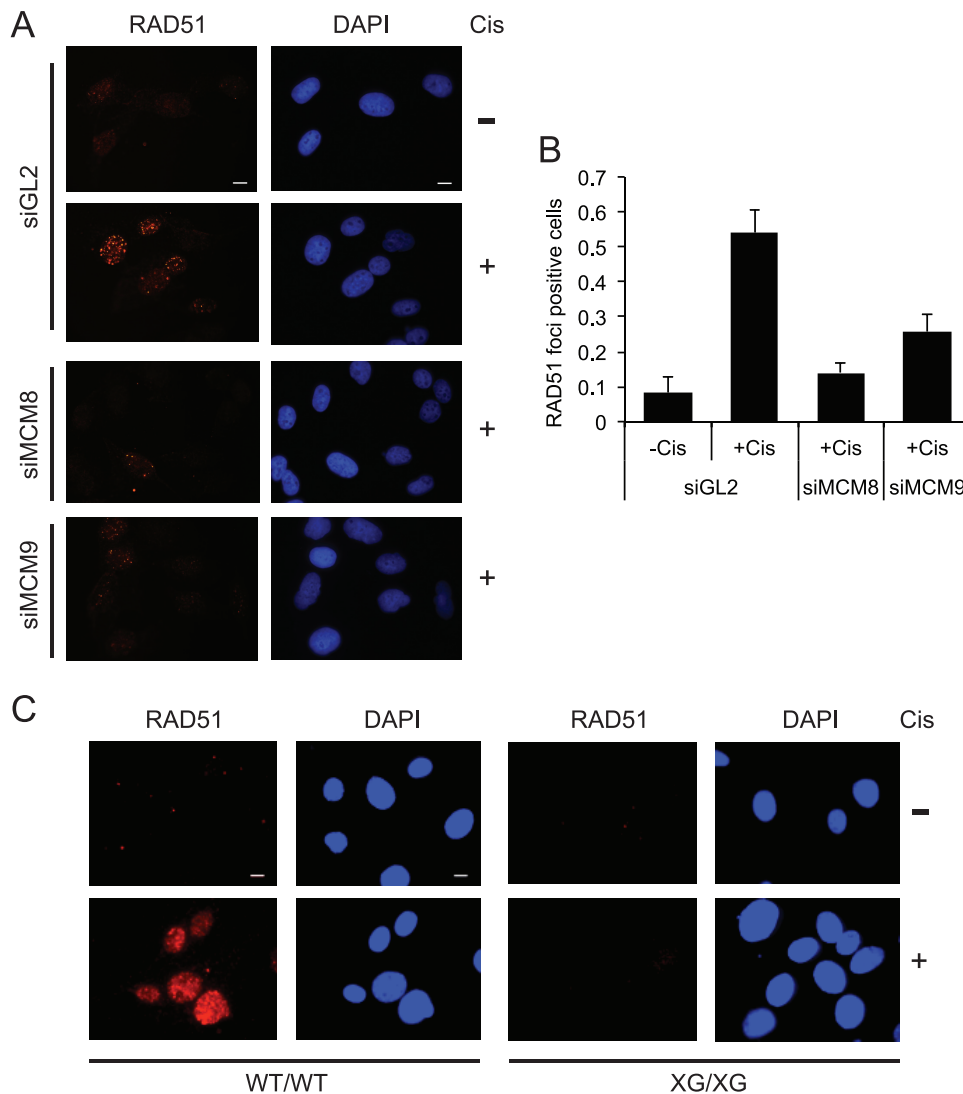 A
RAD51 DAPI Cis
siGL2
–
+
siMCM8
+
siMCM9
+
B
RAD51 foci positive cells
0.7
0.6
0.5
0.4
0.3
0.2
0.1
0
-Cis +Cis +Cis +Cis
siGL2 siMCM8 siMCM9
C
RAD51 DAPI RAD51 DAPI Cis
–
+
WT/WT XG/XG